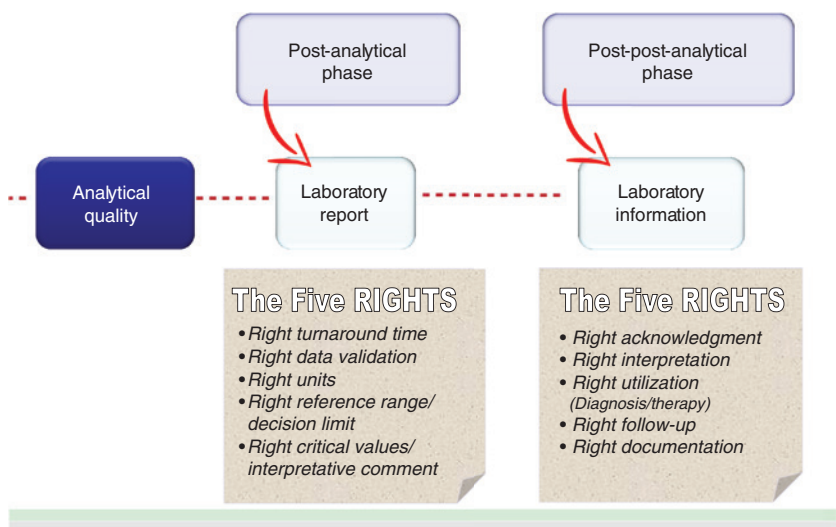 Post-analytical
phase
Post-post-analytical
phase
Analytical
quality
Laboratory
report
Laboratory
information
The Five RIGHTS
• Right turnaround time
• Right data validation
• Right units
• Right reference range/
decision limit
• Right critical values/
interpretative comment
The Five RIGHTS
• Right acknowledgment
• Right interpretation
• Right utilization
(Diagnosis/therapy)
• Right follow-up
• Right documentation